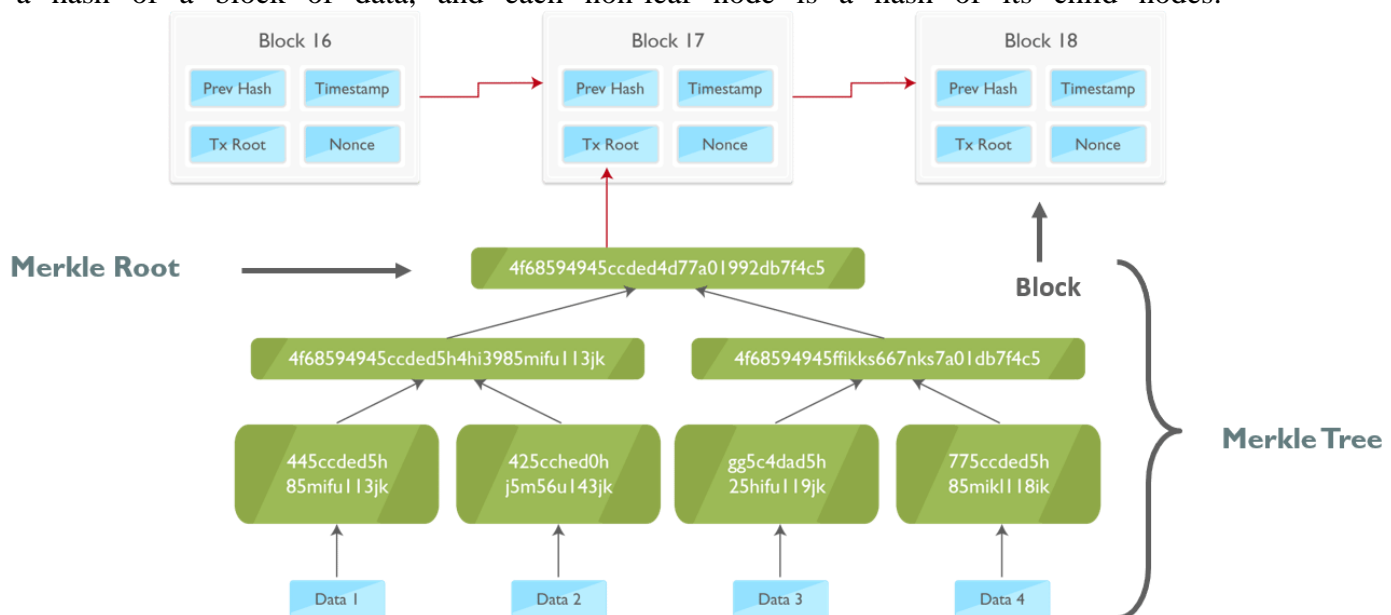 a hash of a block of data, and each non-leaf node is a hash of its child nodes.
Block 16
Block 17
Block 18
Prev Hash
Timestamp
Prev Hash
Timestamp
Prev Hash
Timestamp
Tx Root
Nonce
Tx Root
Nonce
Tx Root
Nonce
Merkle Root
4f68594945ccded4d77a01992db7f4c5
Block
4f68594945ccded5h4hi3985mifu113jk
4f68594945ffikks667nks7a01db7f4c5
Merkle Tree
445ccded5h
85mifu113jk
425cched0h
j5m56u143jk
gg5c4dad5h
25hifu119jk
775ccded5h
85mikl118ik
Data 1
Data 2
Data 3
Data 4